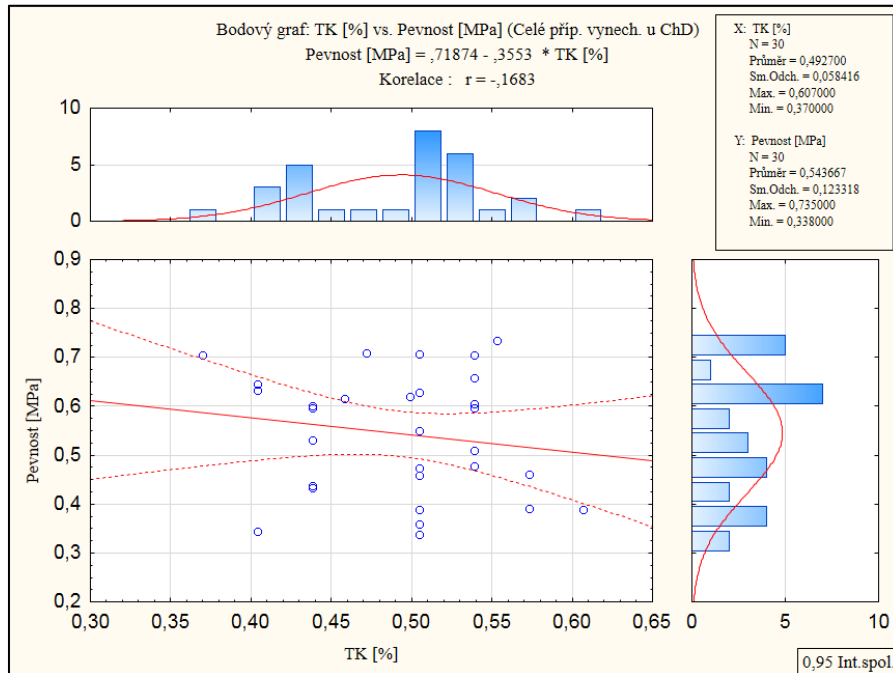 Bodový graf: TK [%] vs. Pevnost [MPa] (Celé příp. vynech. u ChD)
Pevnost [MPa] = ,71874 - ,3553 * TK [%]
Korelace : r = -,1683
X: TK [%]
N = 30
Průměr = 0,492700
Sm.Odch. = 0,058416
Max. = 0,607000
Min. = 0,370000
Y: Pevnost [MPa]
N = 30
Průměr = 0,543667
Sm.Odch. = 0,123318
Max. = 0,735000
Min. = 0,338000
10
5
0
0,9
0,8
0,7
0,6
0,5
0,4
0,3
0,2
Pevnost [MPa]
0,30 0,35 0,40 0,45 0,50 0,55 0,60 0,65
TK [%]
0 5 10
0,95 Int.spol.